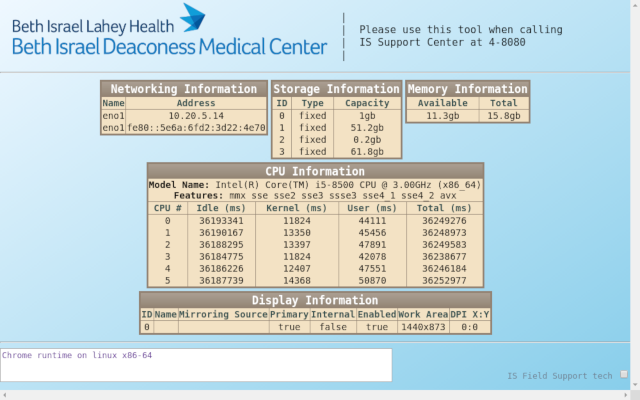 Beth Israel Lahey Health
Beth Israel Deaconess Medical Center
Please use this tool when calling
IS Support Center at 4-8080
Networking Information
Name Address
eno1 10.20.5.14
eno1 fe80::5e6a:6fd2:3d22:4e70
Storage Information
ID Type Capacity
0 fixed 1gb
1 fixed 51.2gb
2 fixed 0.2gb
3 fixed 61.8gb
Memory Information
Available Total
11.3gb 15.8gb
CPU Information
Model Name: Intel(R) Core(TM) i5-8500 CPU @ 3.00GHz (x86_64)
Features: mmx sse sse2 sse3 ssse3 sse4_1 sse4_2 avx
CPU # Idle (ms) Kernel (ms) User (ms) Total (ms)
0 36193341 11824 44111 36249276
1 36190167 13350 45456 36248973
2 36188295 13397 47891 36249583
3 36184775 11824 42078 36238677
4 36186226 12407 47551 36246184
5 36187739 14368 50870 36252977
Display Information
ID Name Mirroring Source Primary Internal Enabled Work Area DPI X:Y
0 true false true 1440x873 0:0
Chrome runtime on linux x86-64
IS Field Support tech